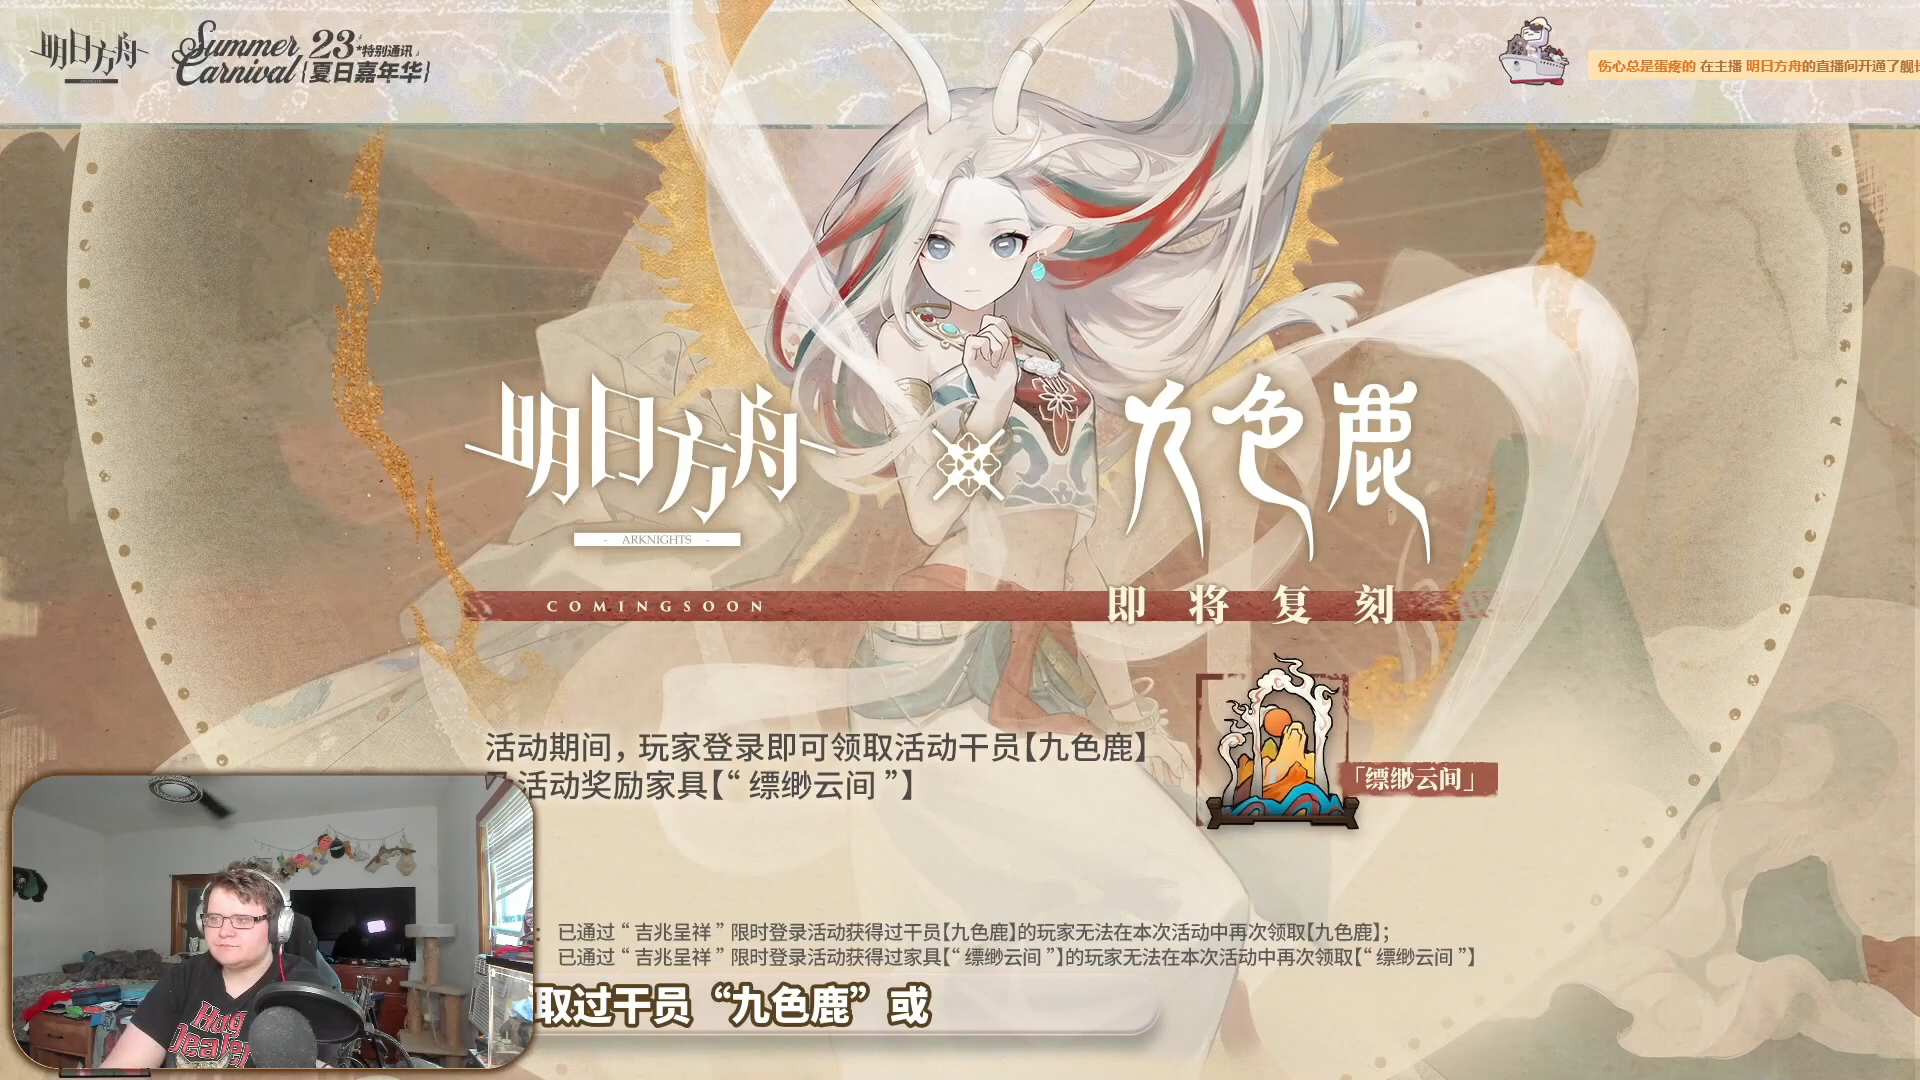 明日方舟
Summer 23 *特别通讯
Carnival {夏日嘉年华}
伤心总是蛋疼的 在主播 明日方舟的直播间开通了舰
明日方舟
九色鹿
- ARKNIGHTS -
COMING SOON
即将复刻
活动期间，玩家登录即可领取活动干员【九色鹿】
活动奖励家具【“缥缈云间”】
「缥缈云间」
： 已通过“吉兆呈祥”限时登录活动获得过干员【九色鹿】的玩家无法在本次活动中再次领取【九色鹿】；
已通过“吉兆呈祥”限时登录活动获得过家具【“缥缈云间”】的玩家无法在本次活动中再次领取【“缥缈云间”】
取过干员“九色鹿”或
Hug
Dealer